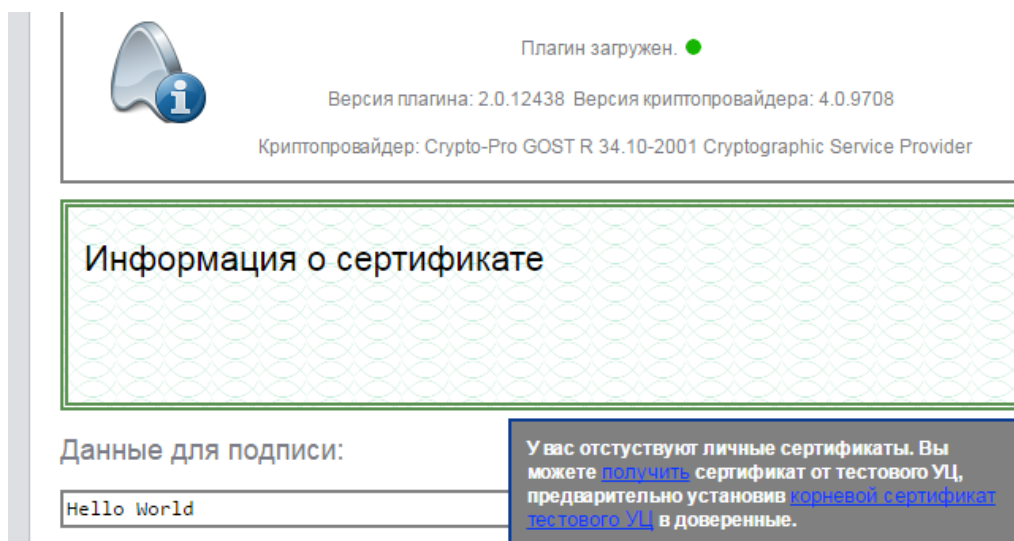 Плагин загружен.
Версия плагина: 2.0.12438 Версия криптопровайдера: 4.0.9708
Криптопровайдер: Crypto-Pro GOST R 34.10-2001 Cryptographic Service Provider
Информация о сертификате
Данные для подписи:
Hello World
У вас отстуствуют личные сертификаты. Вы
можете получить сертификат от тестового УЦ,
предварительно установив корневой сертификат
тестового УЦ в доверенные.